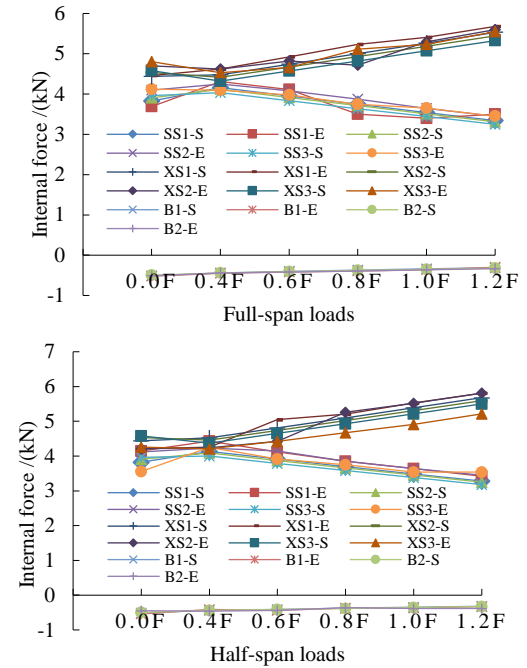 6
5
4
3
2
1
0
-1
Internal force /(kN)
SS1-S SS1-E SS2-S
SS2-E SS3-S SS3-E
XS1-S XS1-E XS2-S
XS2-E XS3-S XS3-E
B1-S B1-E B2-S
B2-E
0.0F 0.4F 0.6F 0.8F 1.0F 1.2F
Full-span loads
7
6
5
4
3
2
1
0
-1
Internal force /(kN)
SS1-S SS1-E SS2-S
SS2-E SS3-S SS3-E
XS1-S XS1-E XS2-S
XS2-E XS3-S XS3-E
B1-S B1-E B2-S
B2-E
0.0F 0.4F 0.6F 0.8F 1.0F 1.2F
Half-span loads